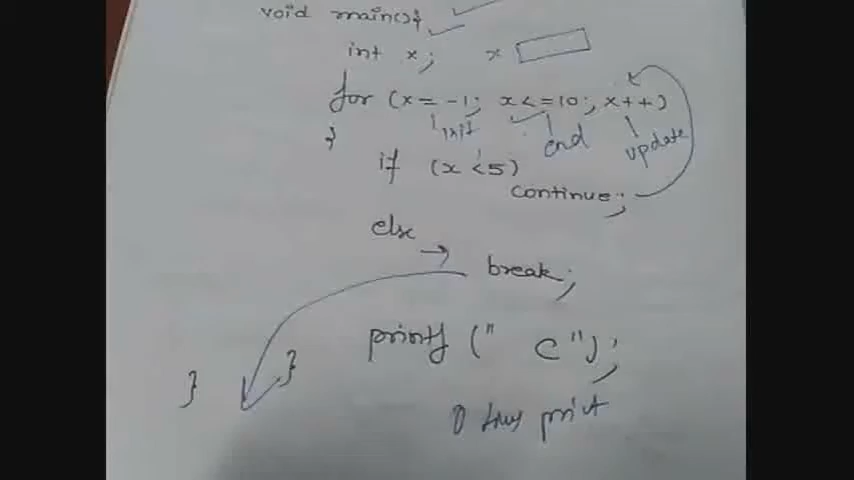 void main(){
int x; x
for (x = -1; x <= 10; x++)
init end update
{
if (x < 5)
continue;
else
→ break;
printf (" C");
}
}
0 times print